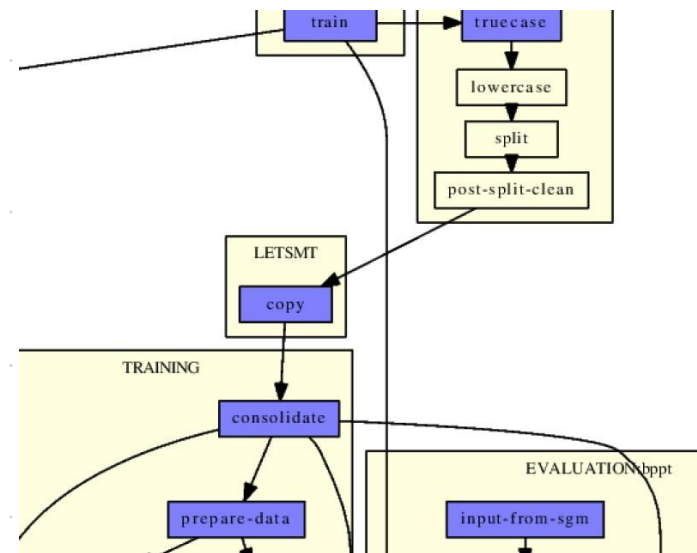 train
truecase
lowercase
split
post-split-clean
LETSMT
copy
TRAINING
consolidate
EVALUATION:bppt
prepare-data
input-from-sgm